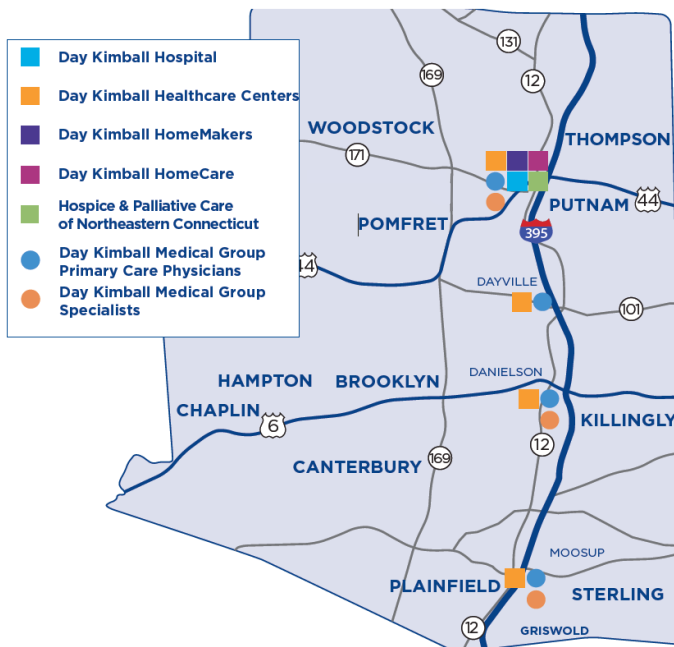 Day Kimball Hospital
Day Kimball Healthcare Centers
Day Kimball HomeMakers
Day Kimball HomeCare
Hospice & Palliative Care
of Northeastern Connecticut
Day Kimball Medical Group
Primary Care Physicians
Day Kimball Medical Group
Specialists
131
169
12
WOODSTOCK
THOMPSON
171
PUTNAM
44
POMFRET
395
44
DAYVILLE
101
DANIELSON
HAMPTON
BROOKLYN
CHAPLIN
6
KILLINGLY
12
CANTERBURY
169
MOOSUP
PLAINFIELD
STERLING
12
GRISWOLD